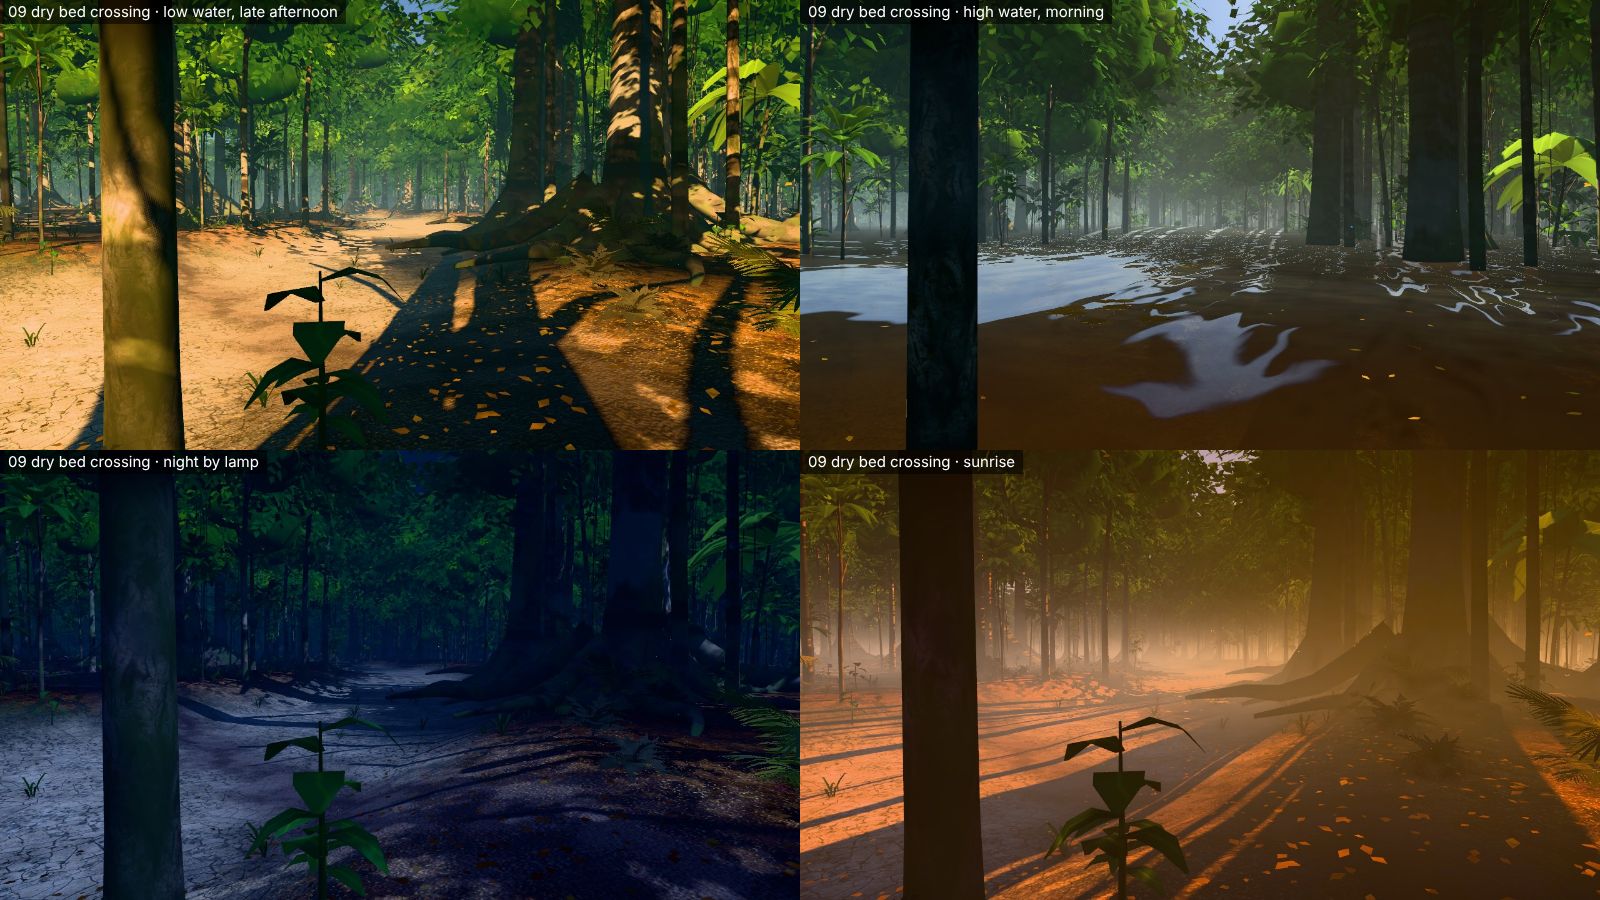 09 dry bed crossing · low water, late afternoon
09 dry bed crossing · high water, morning
09 dry bed crossing · night by lamp
09 dry bed crossing · sunrise